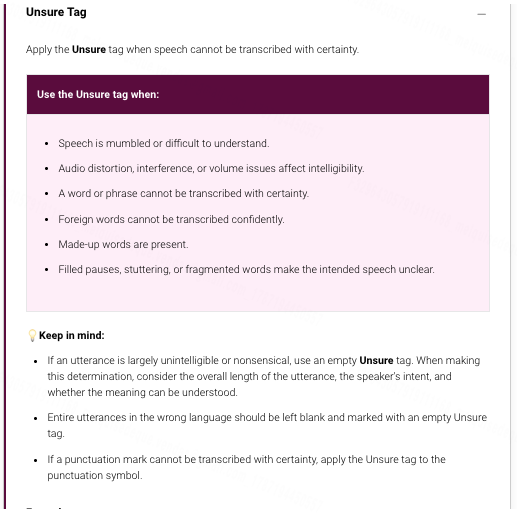 Unsure Tag
Apply the Unsure tag when speech cannot be transcribed with certainty.
Use the Unsure tag when:
• Speech is mumbled or difficult to understand.
• Audio distortion, interference, or volume issues affect intelligibility.
• A word or phrase cannot be transcribed with certainty.
• Foreign words cannot be transcribed confidently.
• Made-up words are present.
• Filled pauses, stuttering, or fragmented words make the intended speech unclear.
💡Keep in mind:
• If an utterance is largely unintelligible or nonsensical, use an empty Unsure tag. When making
this determination, consider the overall length of the utterance, the speaker's intent, and
whether the meaning can be understood.
• Entire utterances in the wrong language should be left blank and marked with an empty Unsure
tag.
• If a punctuation mark cannot be transcribed with certainty, apply the Unsure tag to the
punctuation symbol.